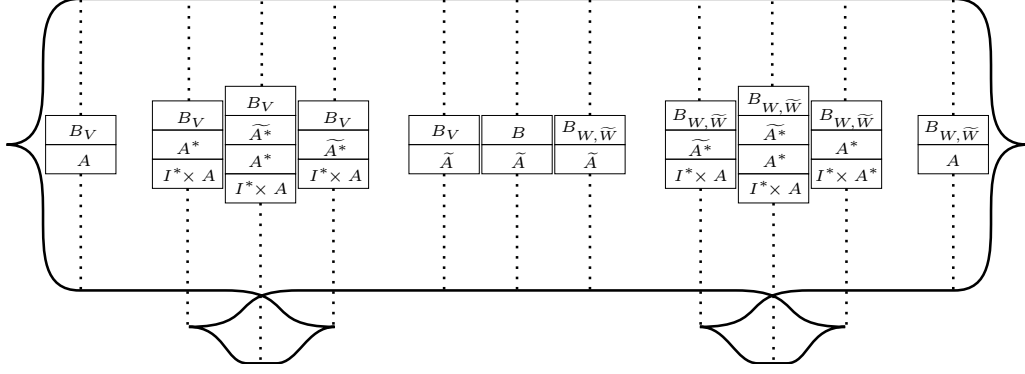 B_V
A
B_V
A^*
I^* × A
B_V
\widetilde{A^*}
A^*
I^* × A
B_V
\widetilde{A^*}
I^* × A
B_V
\widetilde{A}
B
\widetilde{A}
B_{W,\widetilde{W}}
\widetilde{A}
B_{W,\widetilde{W}}
\widetilde{A^*}
I^* × A
B_{W,\widetilde{W}}
\widetilde{A^*}
A^*
I^* × A
B_{W,\widetilde{W}}
A^*
I^* × A^*
B_{W,\widetilde{W}}
A